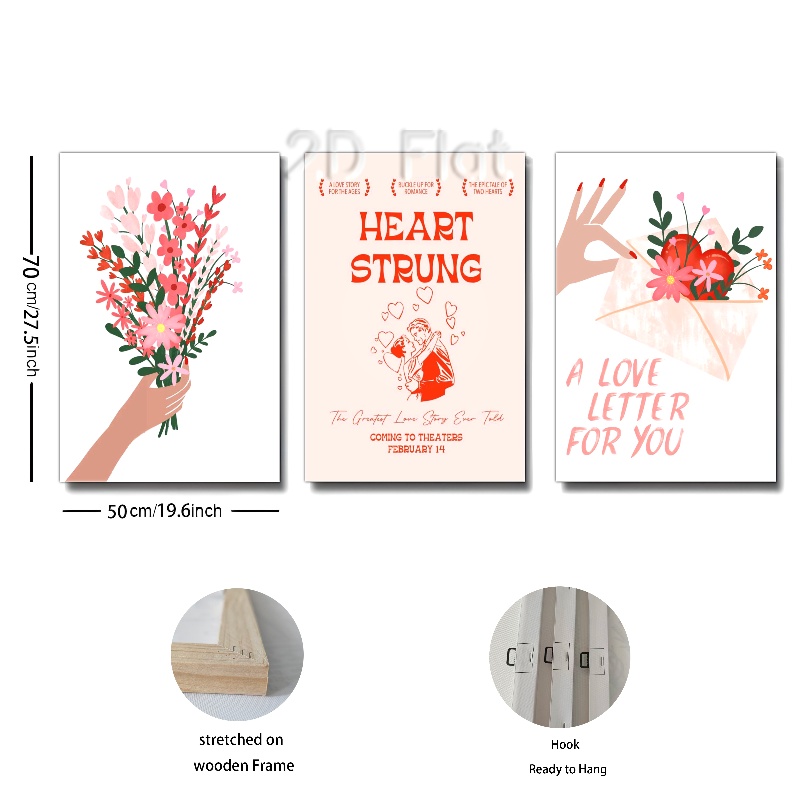 2D Flat
A LOVE STORY
FOR THE AGES
BUCKLE UP FOR
ROMANCE
THE EPIC TALE OF
TWO HEARTS
HEART
STRUNG
The Greatest Love Story Ever Told
COMING TO THEATERS
FEBRUARY 14
A LOVE
LETTER
FOR YOU
70cm/27.5inch
50cm/19.6inch
stretched on
wooden Frame
Hook
Ready to Hang